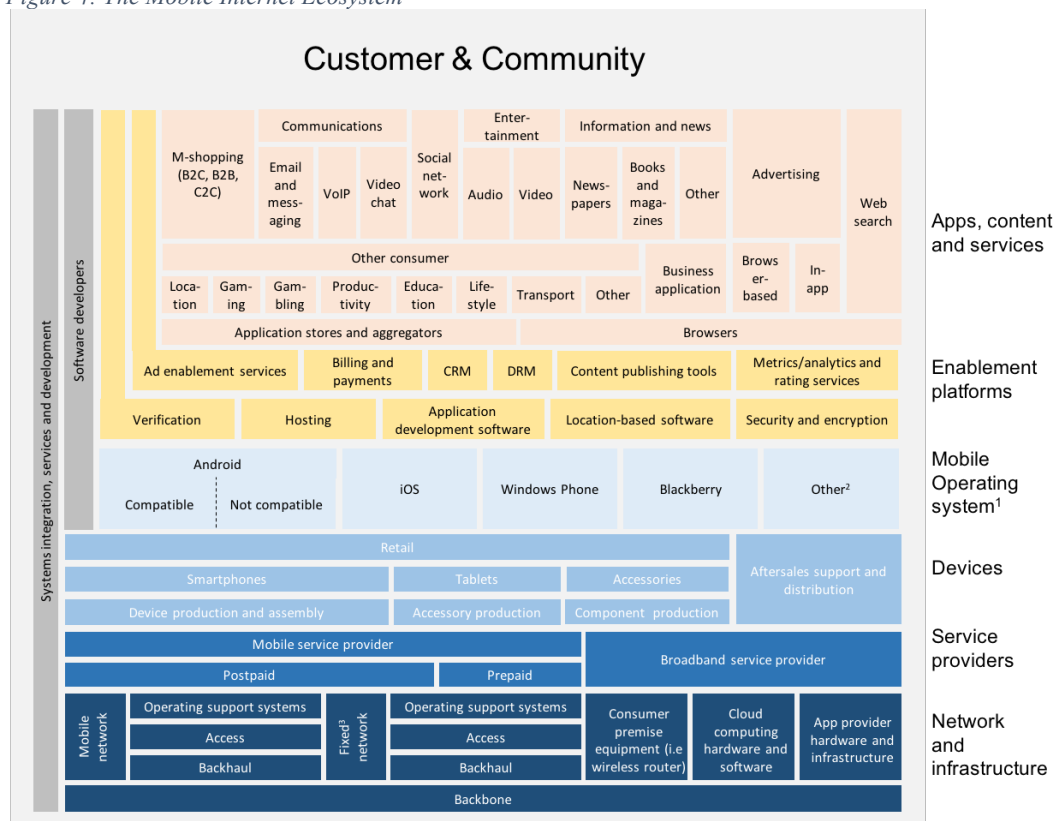 Figure 4: The Mobile Internet Ecosystem
Customer & Community
Systems integration, services and development
Software developers
M-shopping
(B2C, B2B,
C2C)
Communications
Email
and
mess-
aging
VoIP
Video
chat
Social
net-
work
Enter-
tainment
Audio
Video
Information and news
News-
papers
Books
and
maga-
zines
Other
Advertising
Web
search
Other consumer
Loca-
tion
Gam-
ing
Gam-
bling
Produc-
tivity
Educa-
tion
Life-
style
Transport
Other
Business
application
Brows
er-
based
In-
app
Application stores and aggregators
Browsers
Apps, content
and services
Ad enablement services
Billing and
payments
CRM
DRM
Content publishing tools
Metrics/analytics and
rating services
Verification
Hosting
Application
development software
Location-based software
Security and encryption
Enablement
platforms
Android
Compatible
Not compatible
iOS
Windows Phone
Blackberry
Other²
Mobile
Operating
system¹
Retail
Smartphones
Tablets
Accessories
Device production and assembly
Accessory production
Component production
Aftersales support and
distribution
Devices
Mobile service provider
Postpaid
Prepaid
Broadband service provider
Service
providers
Mobile
network
Operating support systems
Access
Backhaul
Fixed³
network
Operating support systems
Access
Backhaul
Consumer
premise
equipment (i.e
wireless router)
Cloud
computing
hardware and
software
App provider
hardware and
infrastructure
Backbone
Network
and
infrastructure